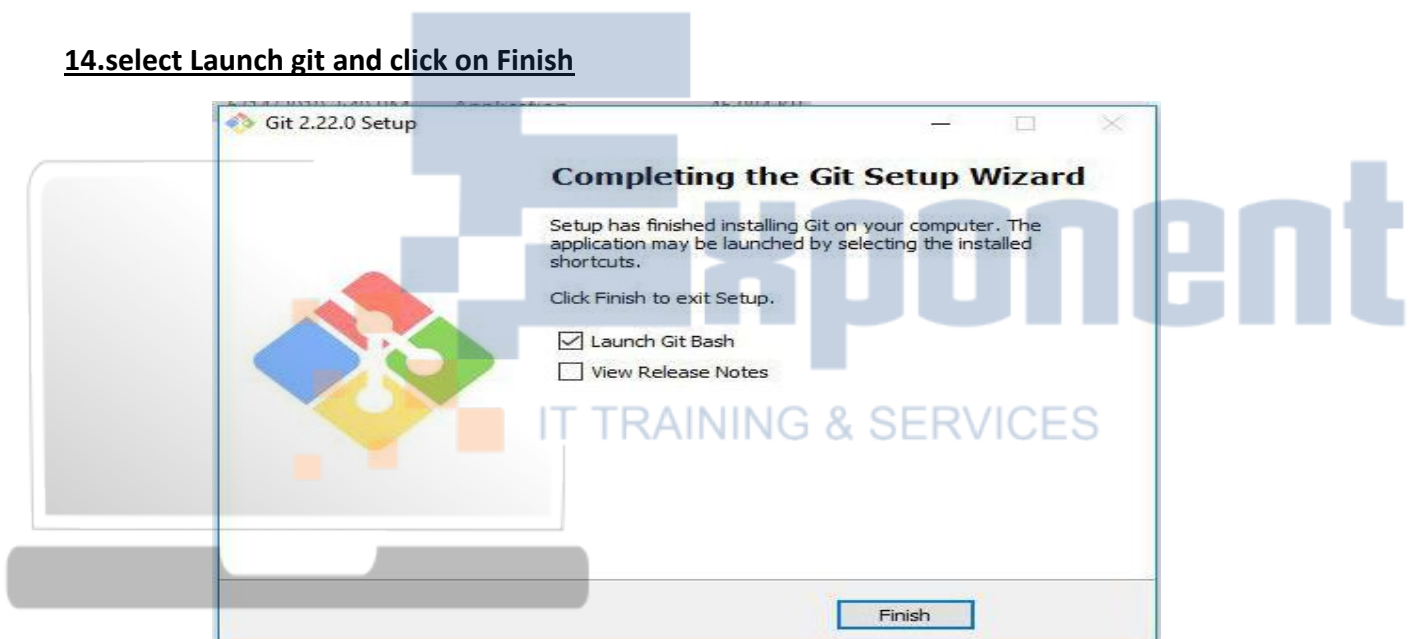 14.select Launch git and click on Finish
Git 2.22.0 Setup
Completing the Git Setup Wizard
Setup has finished installing Git on your computer. The
application may be launched by selecting the installed
shortcuts.
Click Finish to exit Setup.
Launch Git Bash
View Release Notes
Exponent
IT TRAINING & SERVICES
Finish